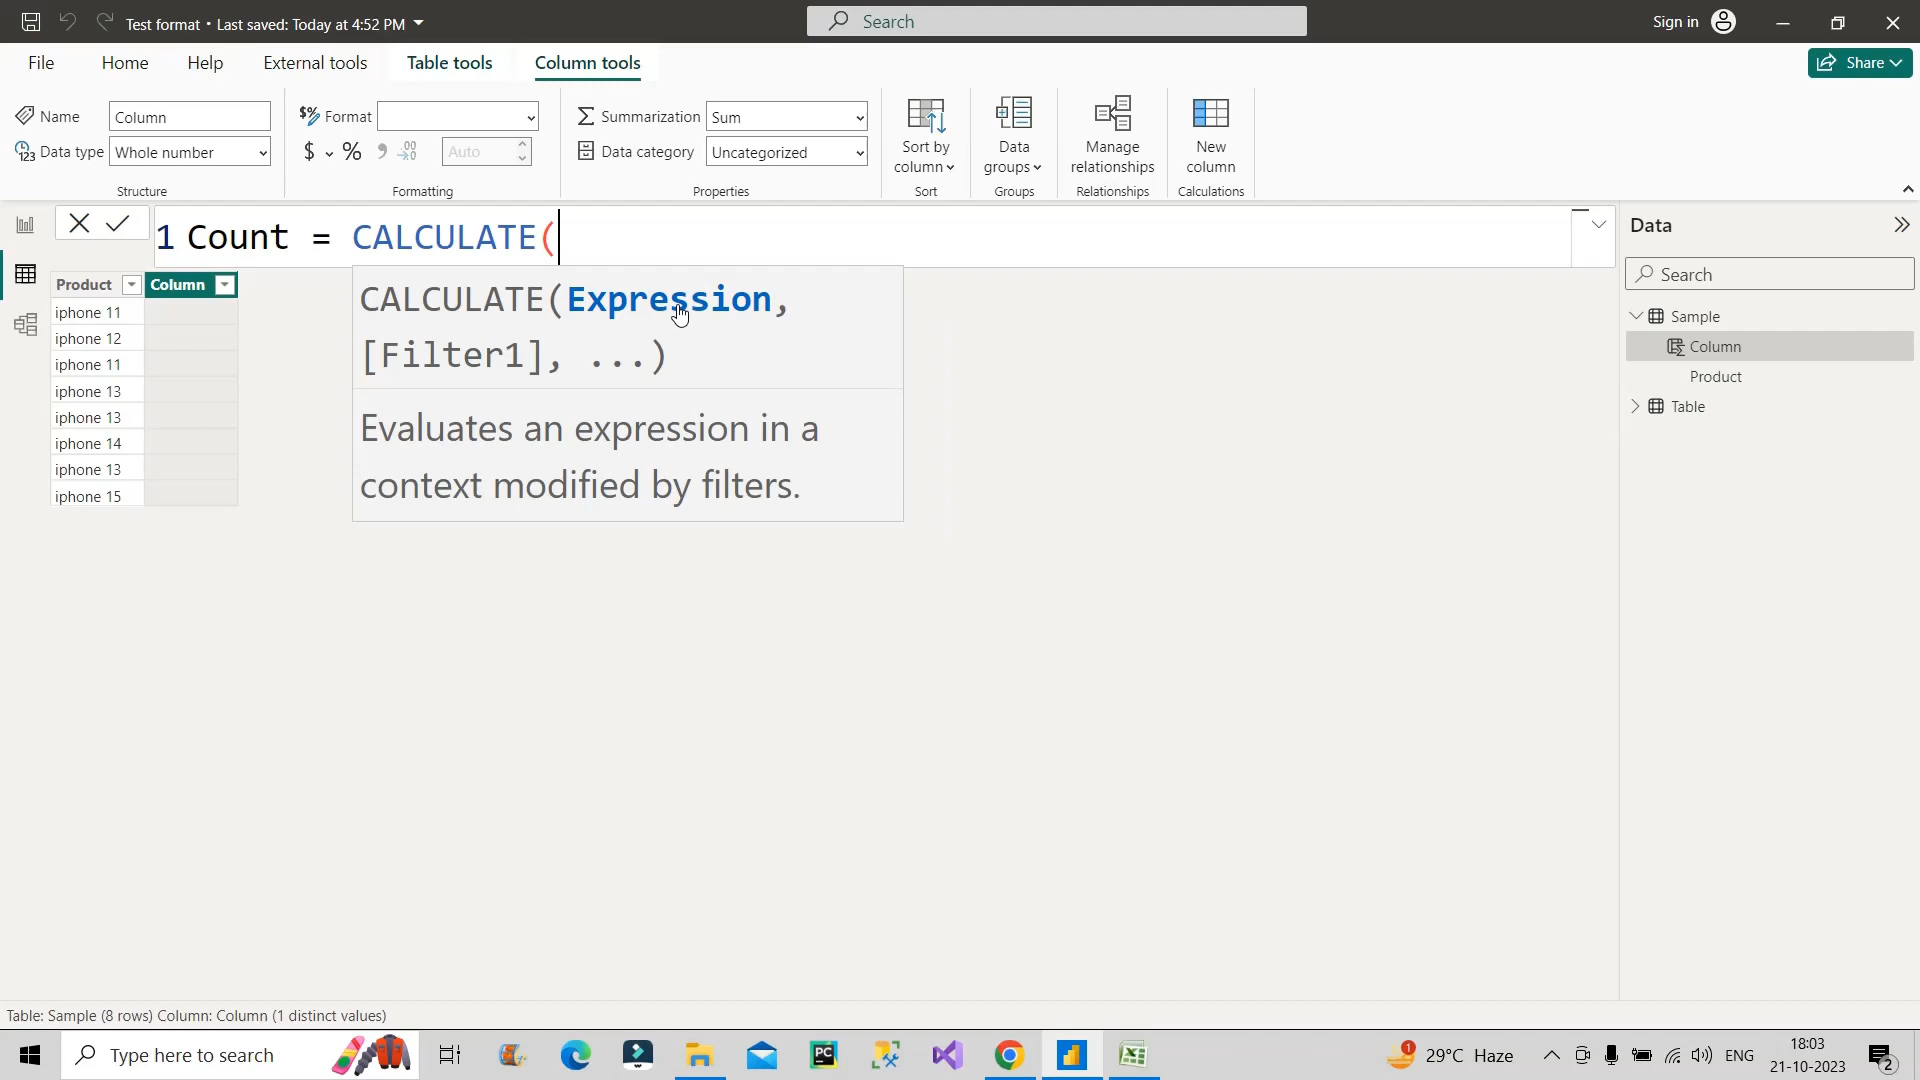 Test format • Last saved: Today at 4:52 PM
Search
Sign in
File Home Help External tools Table tools Column tools
Share
Name Column
Format
Summarization Sum
Data type Whole number
$ % Auto
Data category Uncategorized
Sort by
column
Data
groups
Manage
relationships
New
column
Structure Formatting Properties Sort Groups Relationships Calculations
1 Count = CALCULATE(
CALCULATE(Expression,
[Filter1], ...)
Evaluates an expression in a
context modified by filters.
Product Column
iphone 11
iphone 12
iphone 11
iphone 13
iphone 13
iphone 14
iphone 13
iphone 15
Data
Search
Sample
Column
Product
Table
Table: Sample (8 rows) Column: Column (1 distinct values)
Type here to search
PC
1
29°C Haze
ENG
18:03
21-10-2023
2